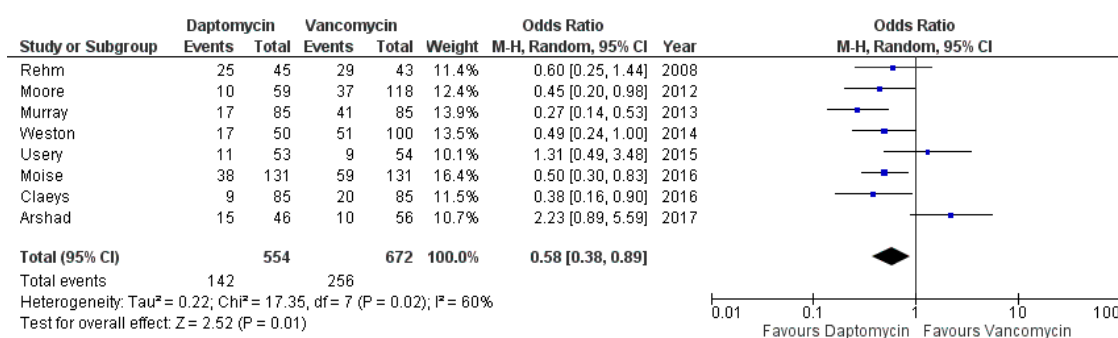 Daptomycin Vancomycin Odds Ratio Odds Ratio
Study or Subgroup Events Total Events Total Weight M-H, Random, 95% CI Year M-H, Random, 95% CI
Rehm 25 45 29 43 11.4% 0.60 [0.25, 1.44] 2008
Moore 10 59 37 118 12.4% 0.45 [0.20, 0.98] 2012
Murray 17 85 41 85 13.9% 0.27 [0.14, 0.53] 2013
Weston 17 50 51 100 13.5% 0.49 [0.24, 1.00] 2014
Usery 11 53 9 54 10.1% 1.31 [0.49, 3.48] 2015
Moise 38 131 59 131 16.4% 0.50 [0.30, 0.83] 2016
Claeys 9 85 20 85 11.5% 0.38 [0.16, 0.90] 2016
Arshad 15 46 10 56 10.7% 2.23 [0.89, 5.59] 2017
Total (95% CI) 554 672 100.0% 0.58 [0.38, 0.89]
Total events 142 256
Heterogeneity: Tau² = 0.22; Chi² = 17.35, df = 7 (P = 0.02); I² = 60%
Test for overall effect: Z = 2.52 (P = 0.01)
0.01 0.1 1 10 100
Favours Daptomycin Favours Vancomycin